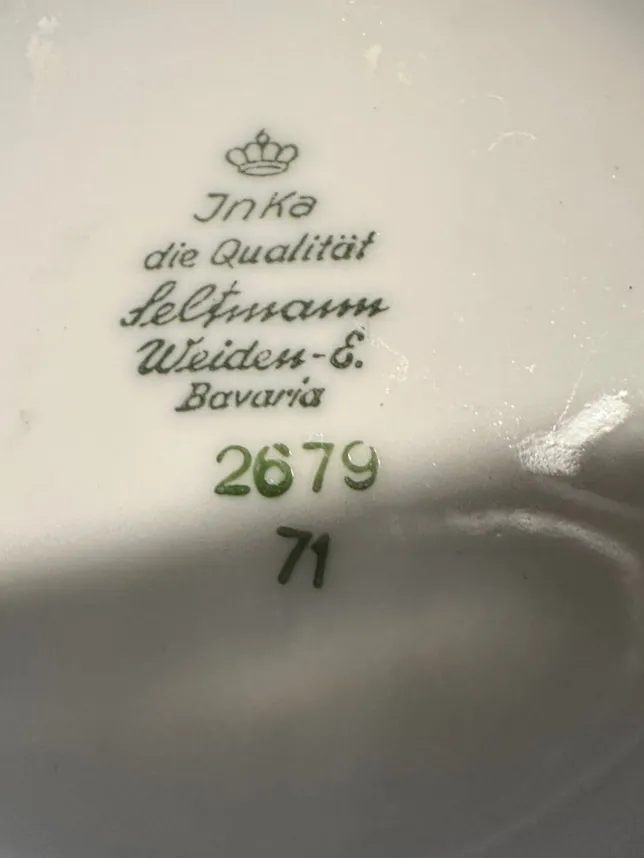 InKa
die Qualität
Seltmann
Weiden-E.
Bavaria
2679
71